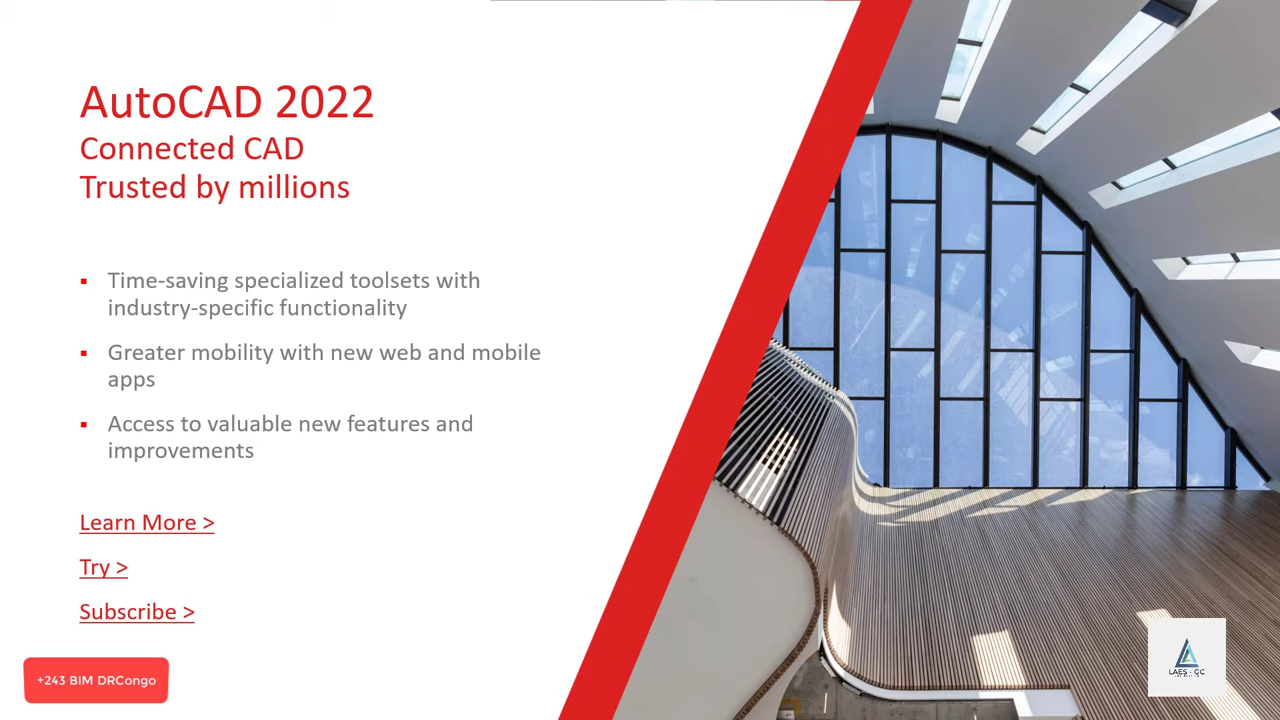 AutoCAD 2022
Connected CAD
Trusted by millions
▪ Time-saving specialized toolsets with
industry-specific functionality
▪ Greater mobility with new web and mobile
apps
▪ Access to valuable new features and
improvements
Learn More >
Try >
Subscribe >
+243 BIM DRCongo